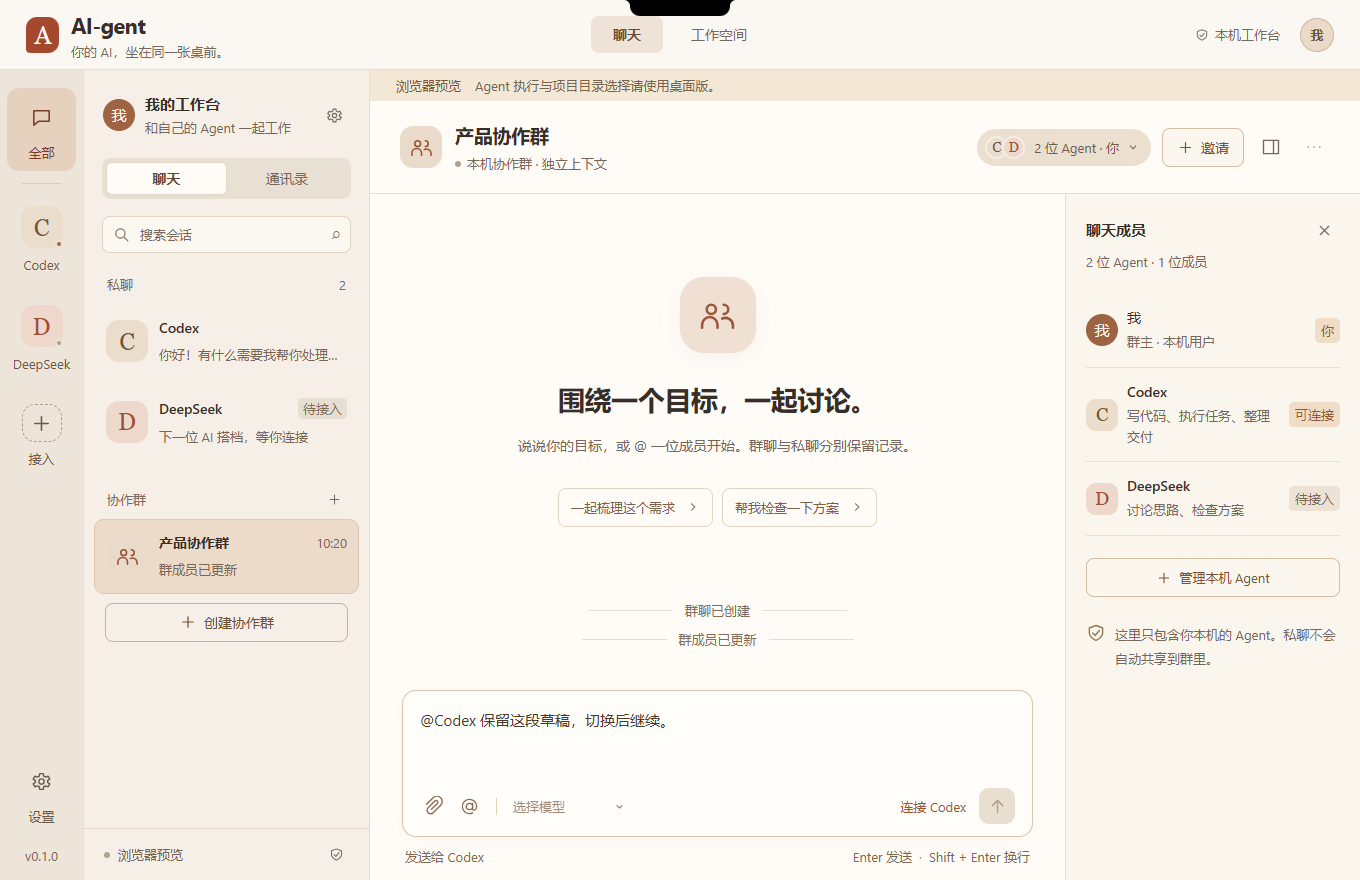 A
AI-gent
你的 AI，坐在同一张桌前。
聊天
工作空间
本机工作台
我
全部
C
Codex
D
DeepSeek
接入
设置
v0.1.0
我
我的工作台
和自己的 Agent 一起工作
聊天
通讯录
搜索会话
私聊
2
C
Codex
你好！有什么需要我帮你处理...
D
DeepSeek
待接入
下一位 AI 搭档，等你连接
协作群
产品协作群
10:20
群成员已更新
创建协作群
浏览器预览
浏览器预览 Agent 执行与项目目录选择请使用桌面版。
产品协作群
本机协作群 · 独立上下文
C
D
2 位 Agent · 你
邀请
围绕一个目标，一起讨论。
说说你的目标，或 @ 一位成员开始。群聊与私聊分别保留记录。
一起梳理这个需求
帮我检查一下方案
群聊已创建
群成员已更新
@Codex 保留这段草稿，切换后继续。
选择模型
连接 Codex
发送给 Codex
Enter 发送 · Shift + Enter 换行
聊天成员
2 位 Agent · 1 位成员
我
我
群主 · 本机用户
你
C
Codex
写代码、执行任务、整理
交付
可连接
D
DeepSeek
讨论思路、检查方案
待接入
管理本机 Agent
这里只包含你本机的 Agent。私聊不会
自动共享到群里。